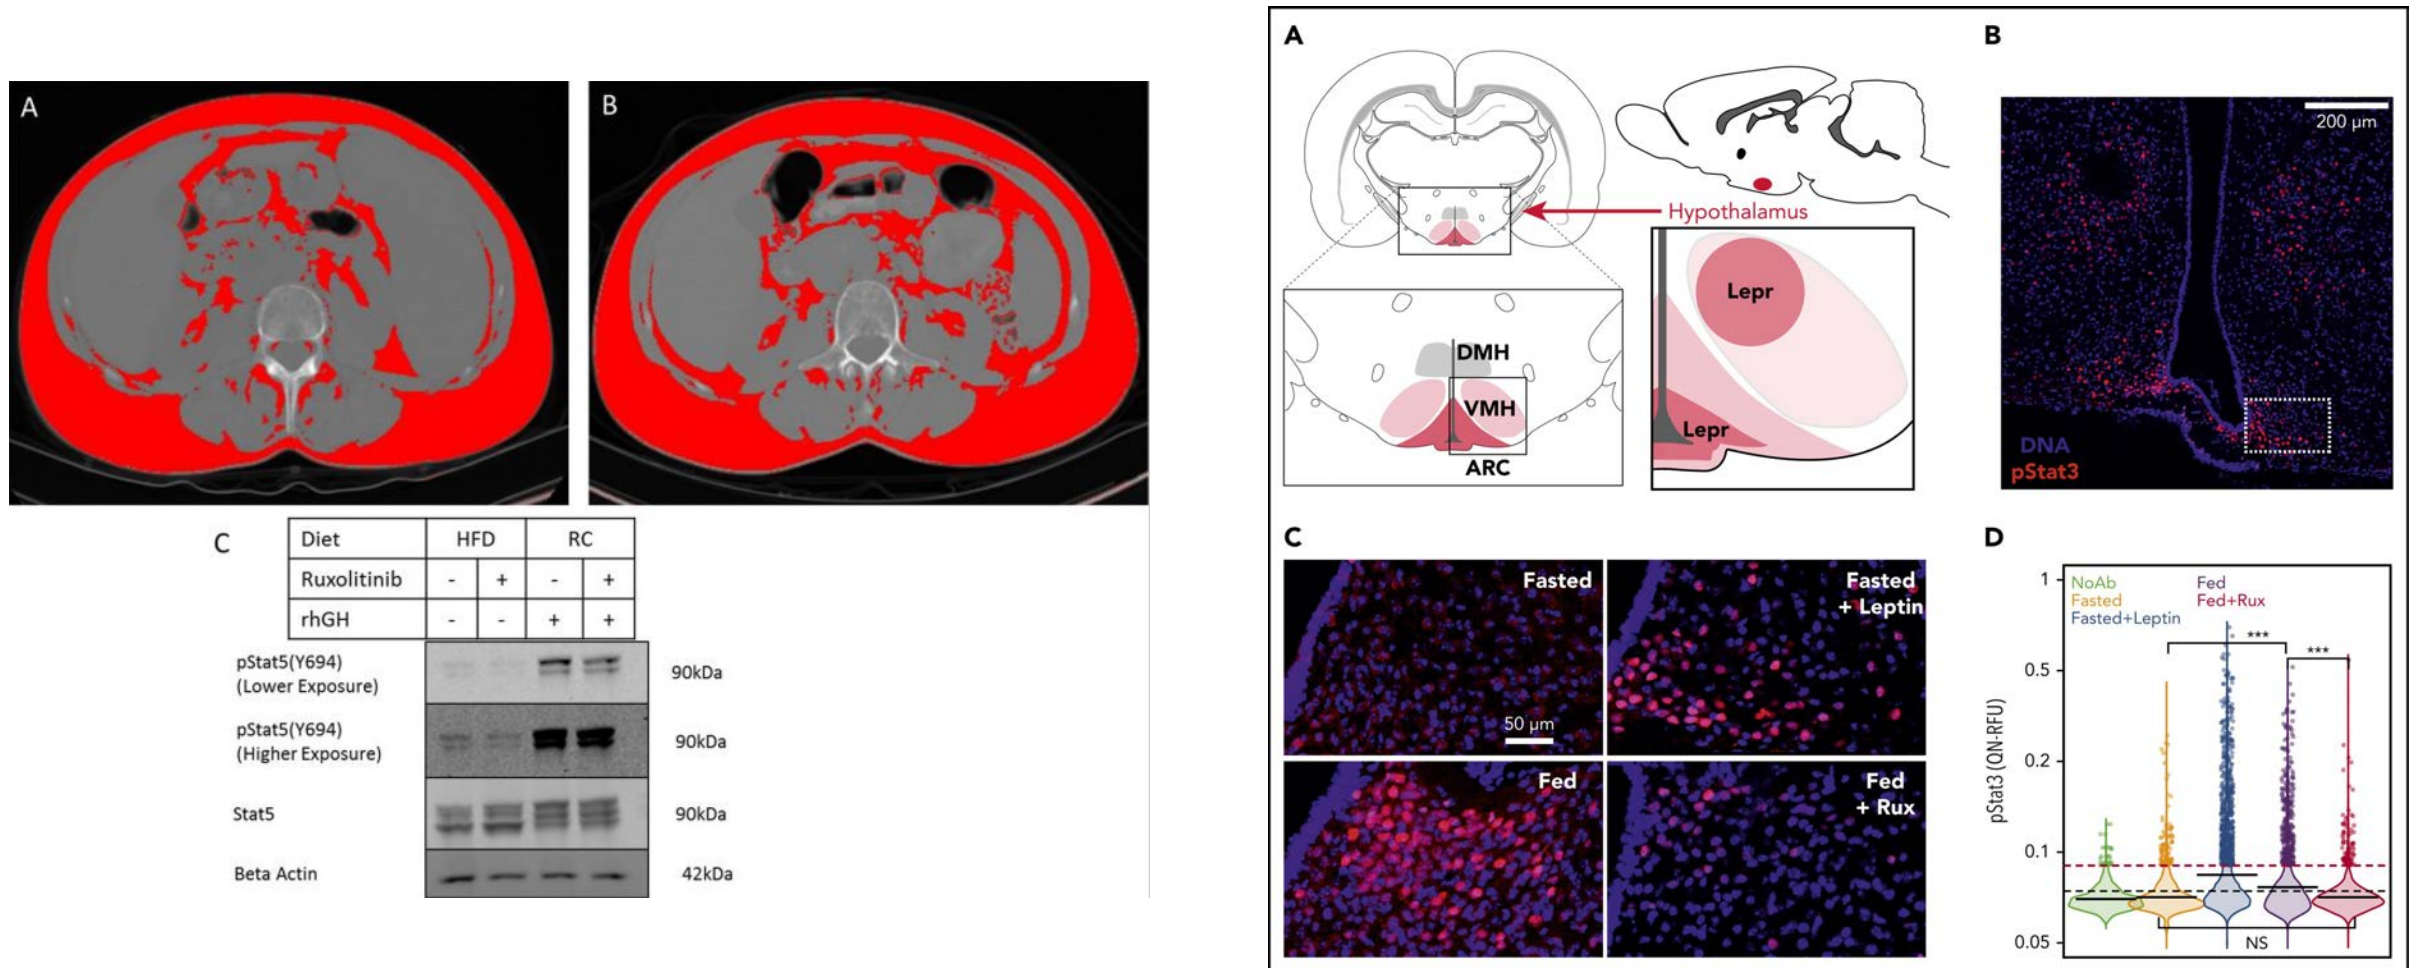 A
B
C
Diet HFD RC
Ruxolitinib - + - +
rhGH - - + +
pStat5(Y694)
(Lower Exposure)
90kDa
pStat5(Y694)
(Higher Exposure)
90kDa
Stat5
90kDa
Beta Actin
42kDa
A
Hypothalamus
DMH
VMH
ARC
Lepr
Lepr
B
200 µm
DNA
pStat3
C
Fasted
50 µm
Fasted
+ Leptin
Fed
Fed
+ Rux
D
NoAb Fed
Fasted Fed+Rux
Fasted+Leptin
***
***
pStat3 (QN-RFU)
1
0.5
0.2
0.1
0.05
NS